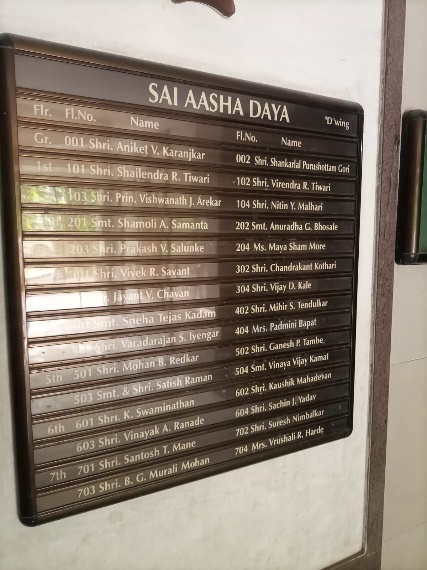 SAI AASHA DAYA "D"wing
Flr. Fl.No. Name Fl.No. Name
Gr. 001 Shri. Aniket V. Karanjkar 002 Shri. Shankarlal Purushottam Gori
1st 101 Shri. Shailendra R. Tiwari 102 Shri. Virendra R. Tiwari
103 Shri. Prin. Vishwanath J. Arekar 104 Shri. Nitin Y. Malhari
201 Smt. Shamoli A. Samanta 202 Smt. Anuradha G. Bhosale
203 Shri. Prakash V. Salunke 204 Ms. Maya Sham More
Shri. Vivek R. Savant 302 Shri. Chandrakant Kothari
Jayant V. Chavan 304 Shri. Vijay D. Kale
Smt. Sneha Tejas Kadam 402 Shri. Mihir S. Tendulkar
Shri. Varadarajan S. Iyengar 404 Mrs. Padmini Bapat
5th 501 Shri. Mohan B. Redkar 502 Shri. Ganesh P. Tambe
503 Smt. & Shri. Satish Raman 504 Smt. Vinaya Vijay Kamal
6th 601 Shri. K. Swaminathan 602 Shri. Kaushik Mahadevan
603 Shri. Vinayak A. Ranade 604 Shri. Sachin J. Yadav
7th 701 Shri. Santosh T. Mane 702 Shri. Suresh Nimbalkar
703 Shri. B. G. Murali Mohan 704 Mrs. Vrushali R. Harde